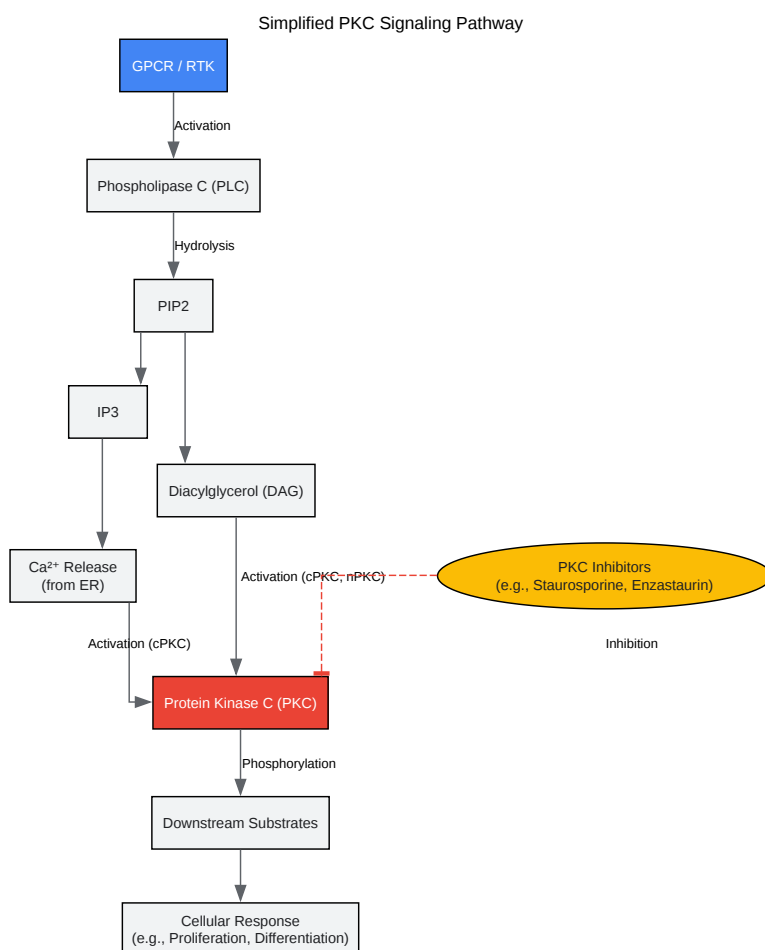 Simplified PKC Signaling Pathway
GPCR / RTK
Activation
Phospholipase C (PLC)
Hydrolysis
PIP2
IP3
Diacylglycerol (DAG)
Ca²⁺ Release
(from ER)
Activation (cPKC, nPKC)
PKC Inhibitors
(e.g., Staurosporine, Enzastaurin)
Activation (cPKC)
Inhibition
Protein Kinase C (PKC)
Phosphorylation
Downstream Substrates
Cellular Response
(e.g., Proliferation, Differentiation)